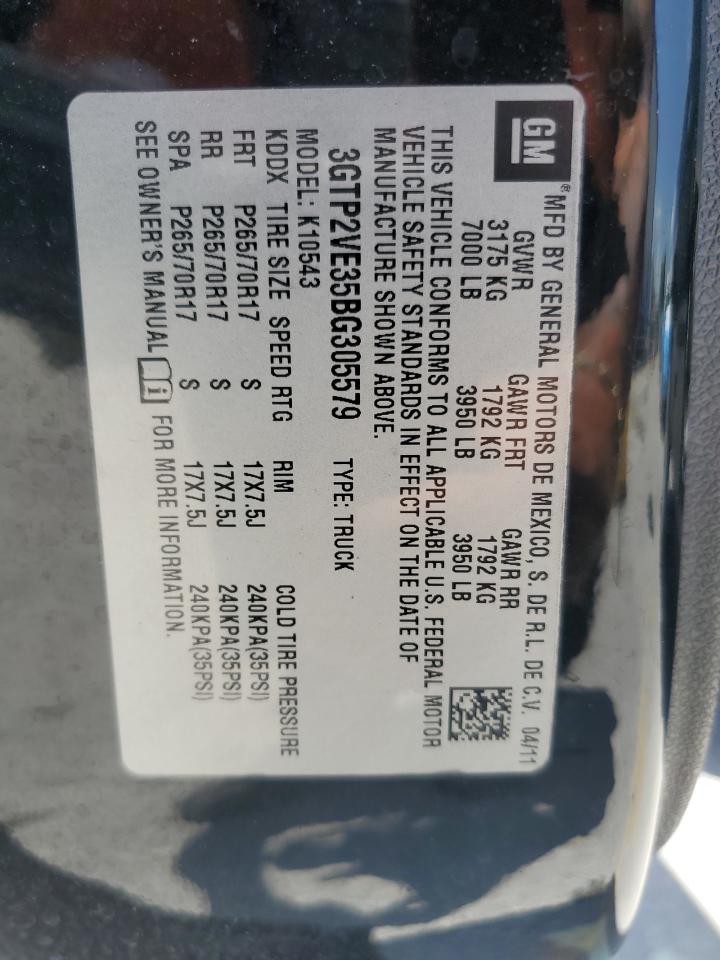 GM
® MFD BY GENERAL MOTORS DE MEXICO, S. DE R.L. DE C.V. 04/11
GVWR GAWR FRT GAWR RR
3175 KG 1792 KG 1792 KG
7000 LB 3950 LB 3950 LB
THIS VEHICLE CONFORMS TO ALL APPLICABLE U.S. FEDERAL MOTOR
VEHICLE SAFETY STANDARDS IN EFFECT ON THE DATE OF
MANUFACTURE SHOWN ABOVE.
3GTP2VE35BG305579 TYPE: TRUCK
MODEL: K10543
KDDX TIRE SIZE SPEED RTG RIM COLD TIRE PRESSURE
FRT P265/70R17 S 17X7.5J 240KPA(35PSI)
RR P265/70R17 S 17X7.5J 240KPA(35PSI)
SPA P265/70R17 S 17X7.5J 240KPA(35PSI)
SEE OWNER'S MANUAL i FOR MORE INFORMATION.